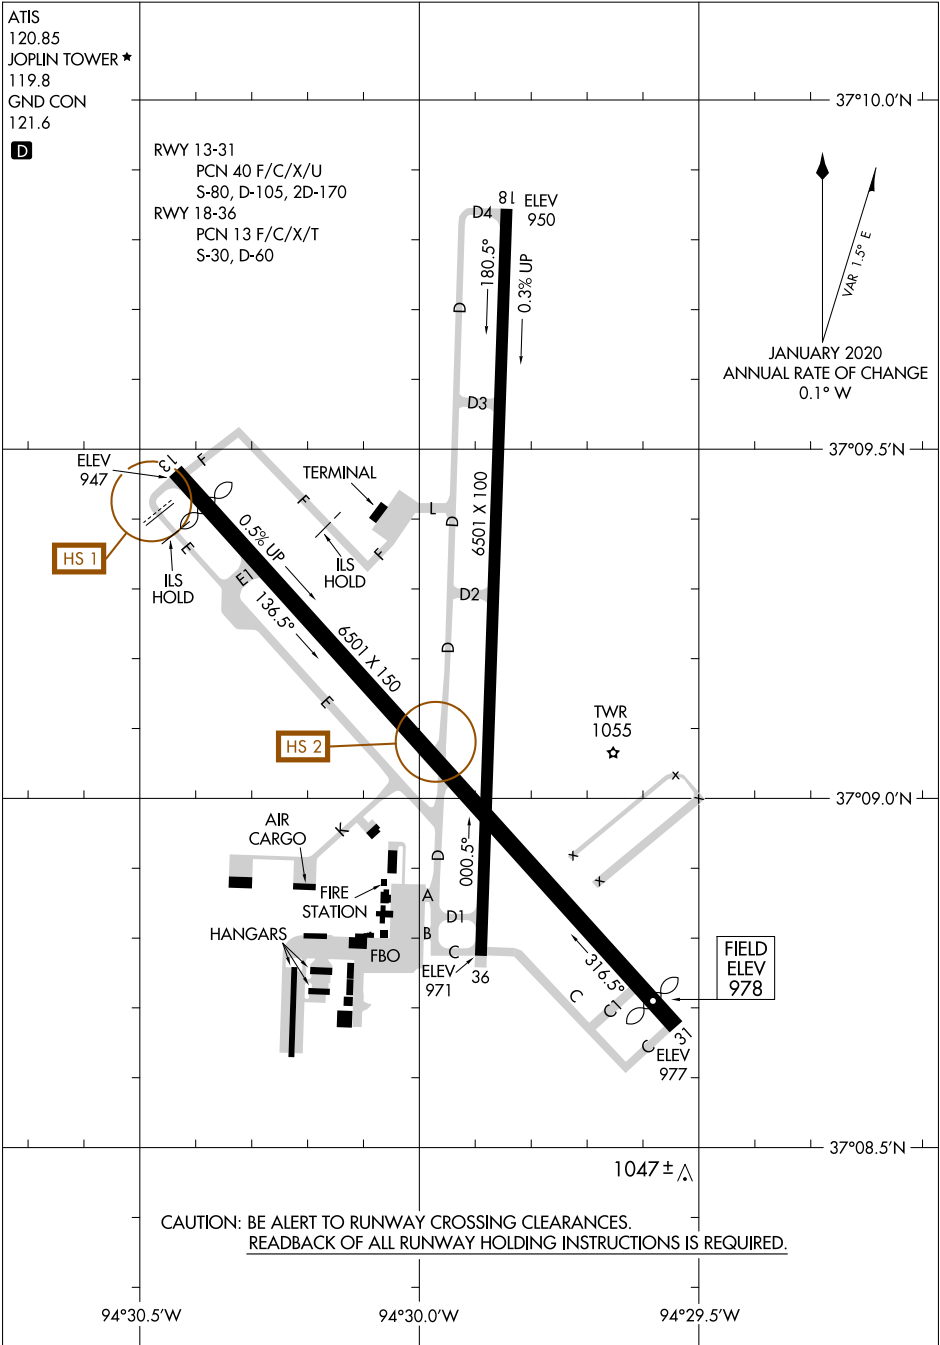 ATIS
120.85
JOPLIN TOWER ★
119.8
GND CON
121.6
D
37°10.0'N
RWY 13-31
PCN 40 F/C/X/U
S-80, D-105, 2D-170
RWY 18-36
PCN 13 F/C/X/T
S-30, D-60
18
ELEV
950
D4
180.5°
0.3% UP
D
VAR 1.5° E
JANUARY 2020
ANNUAL RATE OF CHANGE
0.1° W
D3
37°09.5'N
ELEV
947
13
F
TERMINAL
F
L
D
6501 X 100
0.5% UP
F
HS 1
E
ILS
HOLD
ILS
HOLD
E1
136.5°
D2
6501 X 150
D
E
HS 2
TWR
1055
37°09.0'N
X
AIR
CARGO
K
D
000.5°
X
X
FIRE
STATION
A
D1
HANGARS
B
FBO
C
ELEV
971
36
316.5°
FIELD
ELEV
978
C
C1
C
31
ELEV
977
37°08.5'N
1047 ±
CAUTION: BE ALERT TO RUNWAY CROSSING CLEARANCES.
READBACK OF ALL RUNWAY HOLDING INSTRUCTIONS IS REQUIRED.
94°30.5'W
94°30.0'W
94°29.5'W